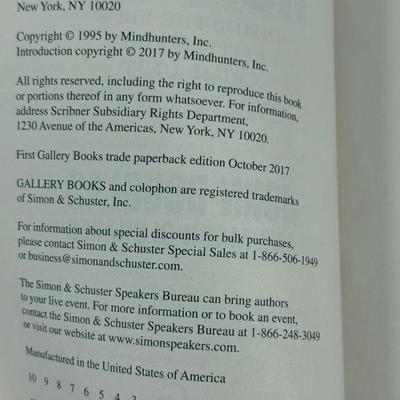 New York, NY 10020
Copyright © 1995 by Mindhunters, Inc.
Introduction copyright © 2017 by Mindhunters, Inc.
All rights reserved, including the right to reproduce this book
or portions thereof in any form whatsoever. For information,
address Scribner Subsidiary Rights Department,
1230 Avenue of the Americas, New York, NY 10020.
First Gallery Books trade paperback edition October 2017
GALLERY BOOKS and colophon are registered trademarks
of Simon & Schuster, Inc.
For information about special discounts for bulk purchases,
please contact Simon & Schuster Special Sales at 1-866-506-1949
or business@simonandschuster.com.
The Simon & Schuster Speakers Bureau can bring authors
to your live event. For more information or to book an event,
contact the Simon & Schuster Speakers Bureau at 1-866-248-3049
or visit our website at www.simonspeakers.com.
Manufactured in the United States of America
10 9 8 7 6 5 4 3